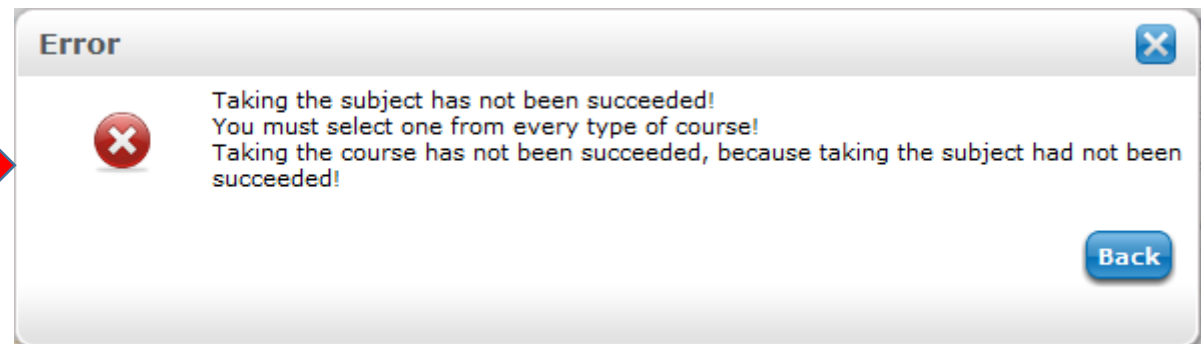 Error
Taking the subject has not been succeeded!
You must select one from every type of course!
Taking the course has not been succeeded, because taking the subject had not been
succeeded!
Back